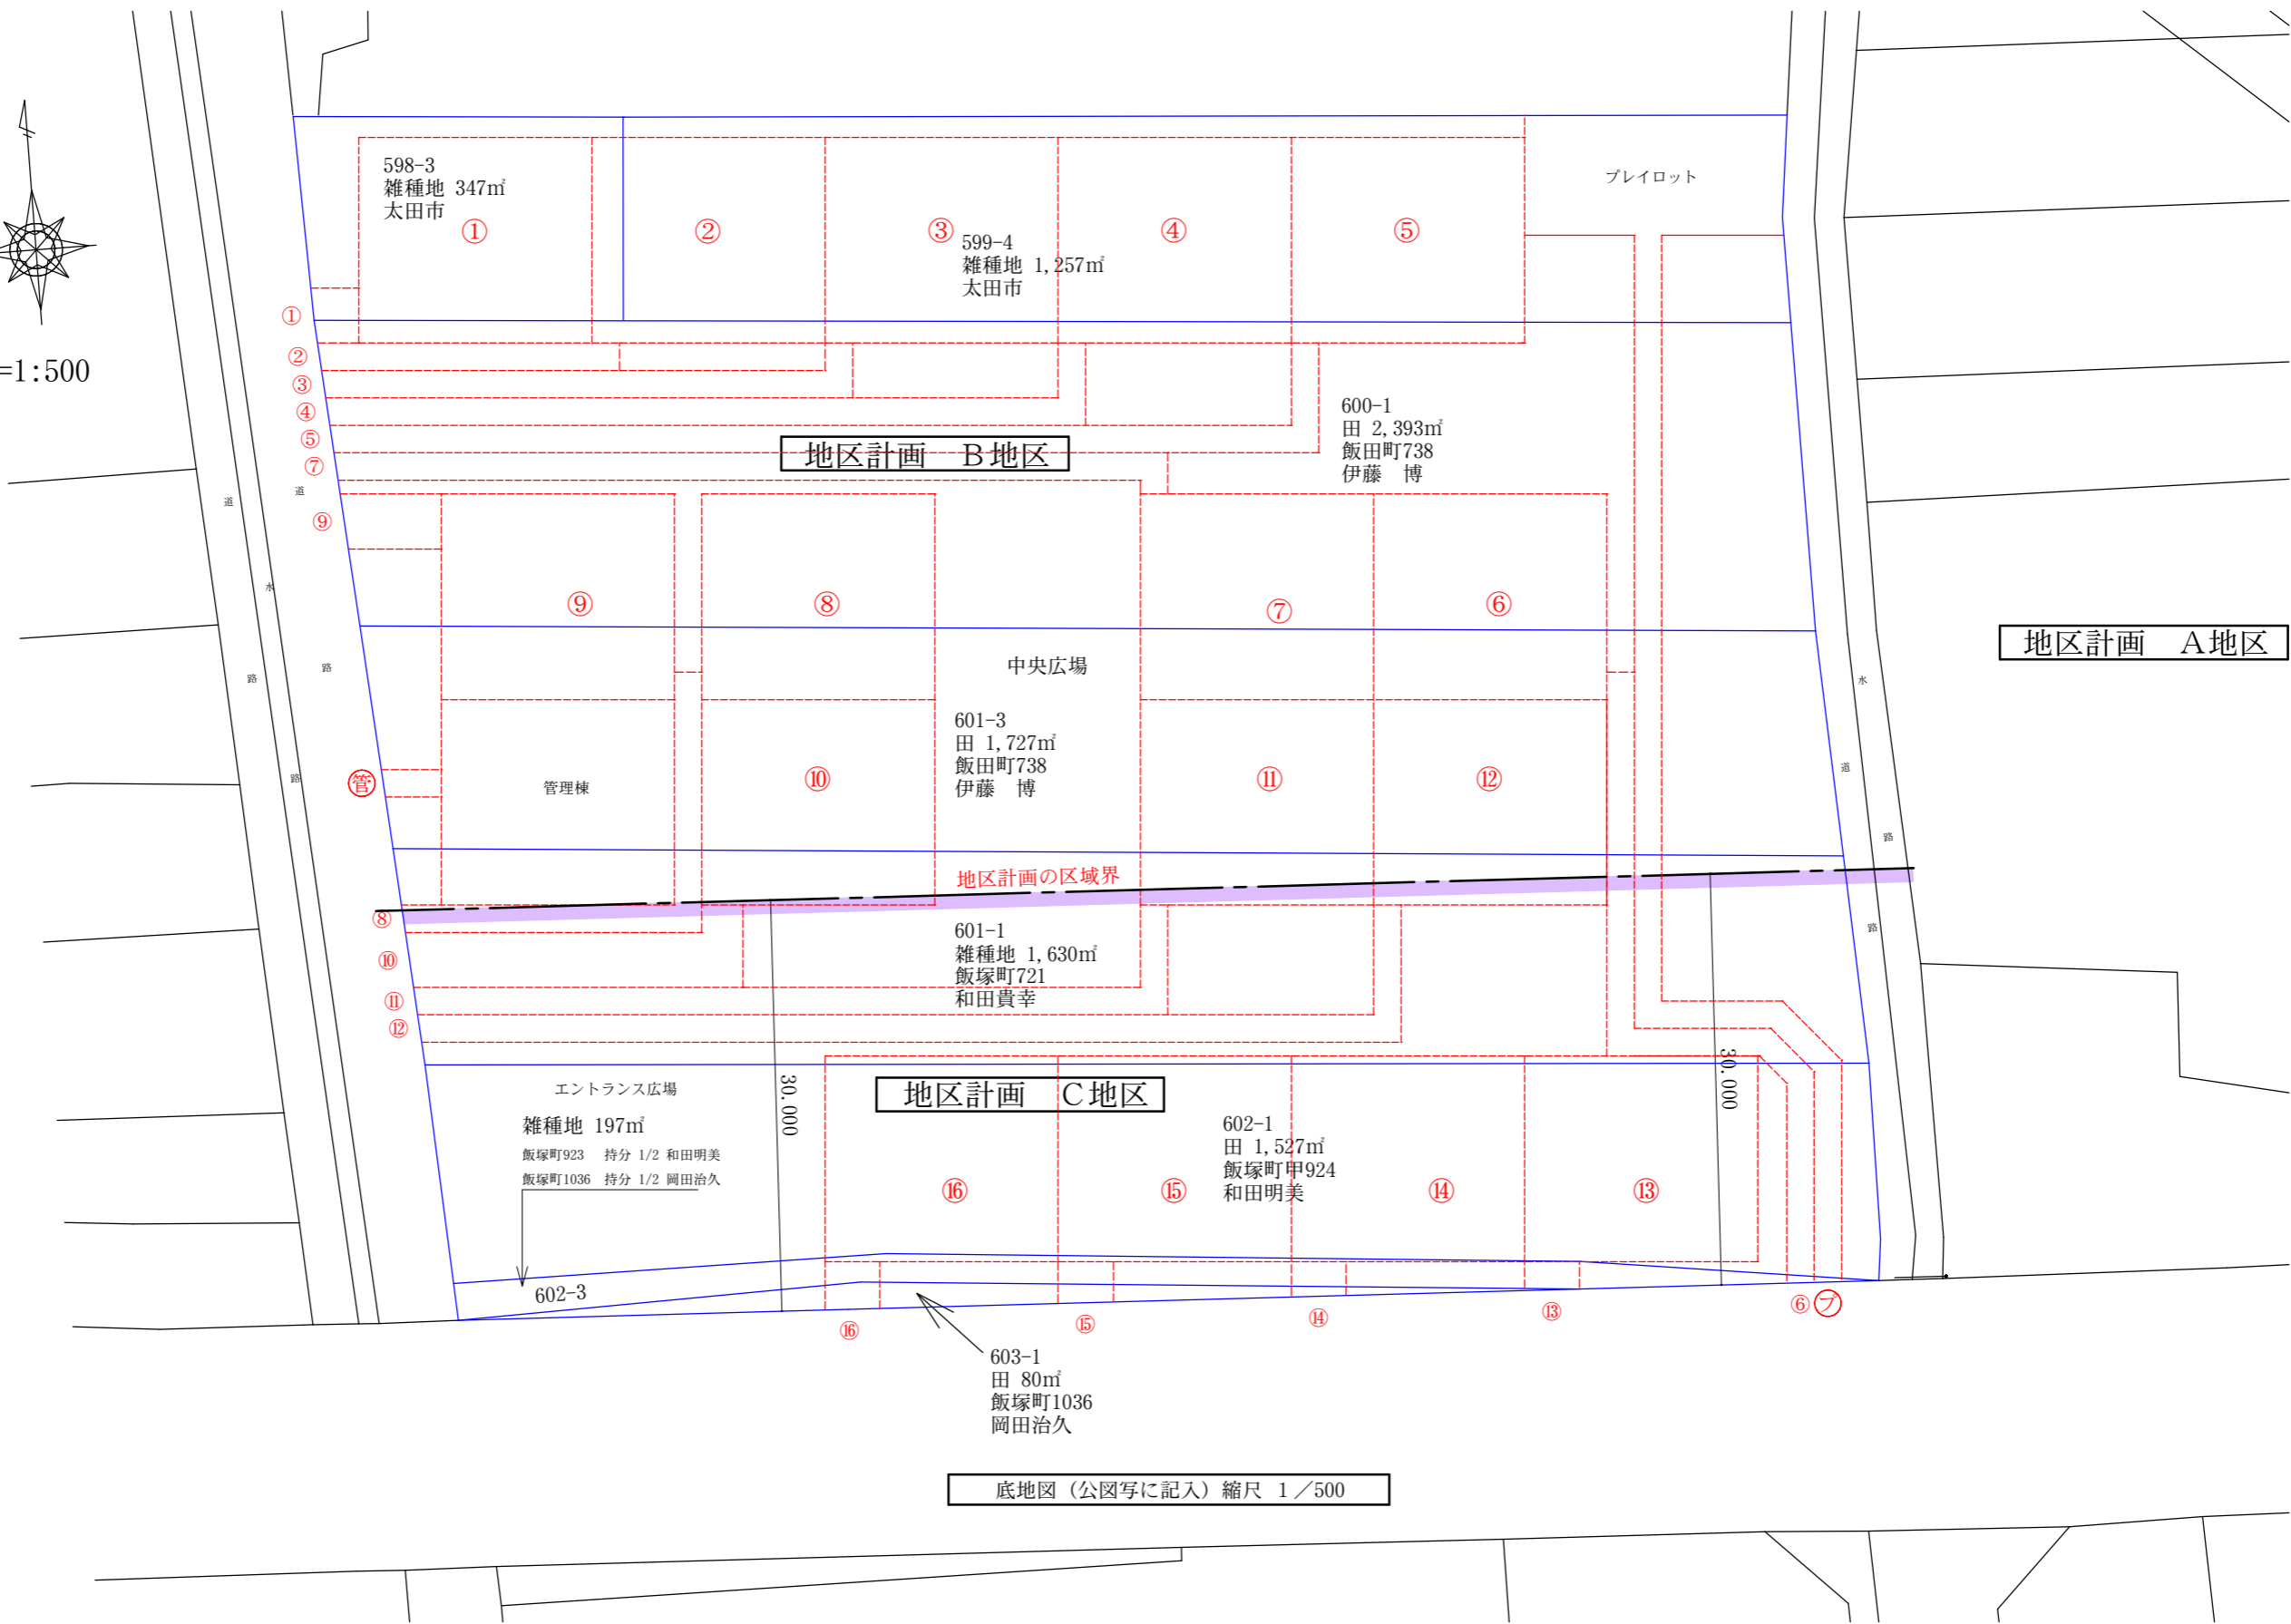 598-3
雑種地 347㎡
太田市
プレイロット
①
②
③
④
⑤
599-4
雑種地 1,257㎡
太田市
①
②
③
④
⑤
⑦
⑨
=1:500
600-1
田 2,393㎡
飯田町738
伊藤 博
地区計画 B地区
道
道
水
路
路
路
⑨
⑧
⑦
⑥
地区計画 A地区
中央広場
601-3
田 1,727㎡
飯田町738
伊藤 博
水
道
路
路
管
管理棟
⑩
⑪
⑫
地区計画の区域界
⑧
⑩
⑪
⑫
601-1
雑種地 1,630㎡
飯塚町721
和田貴幸
30.000
30.000
エントランス広場
地区計画 C地区
雑種地 197㎡
飯塚町923 持分 1/2 和田明美
飯塚町1036 持分 1/2 岡田治久
602-1
田 1,527㎡
飯塚町甲924
和田明美
⑯
⑮
⑭
⑬
602-3
⑯
⑮
⑭
⑬
⑥
プ
603-1
田 80㎡
飯塚町1036
岡田治久
底地図（公図写に記入）縮尺 1／500